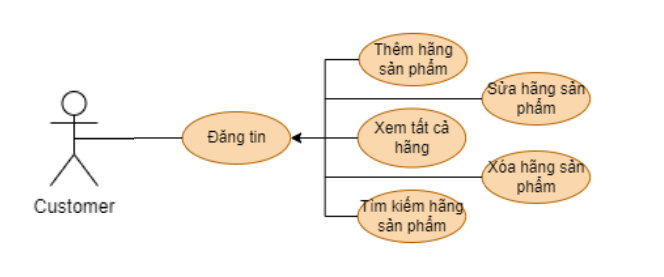 Thêm hãng
sản phẩm
Sửa hãng sản
phẩm
Đăng tin
Xem tất cả
hãng
Xóa hãng sản
phẩm
Customer
Tìm kiếm hãng
sản phẩm